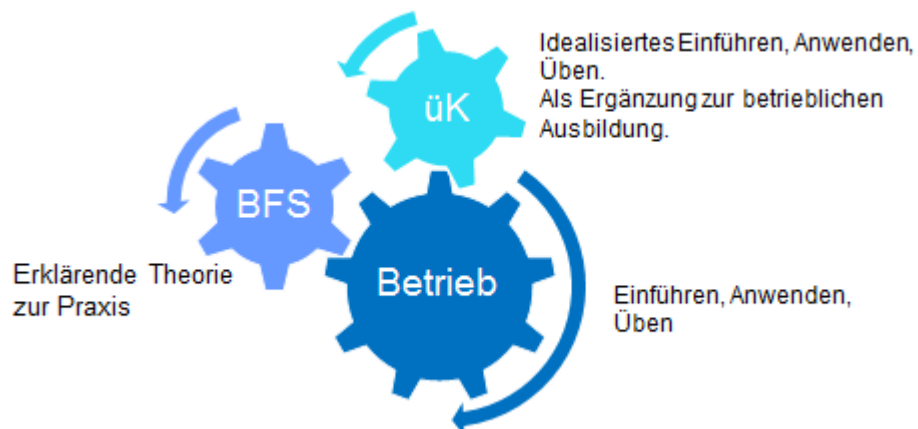 üK
Idealisiertes Einführen, Anwenden,
Üben.
Als Ergänzung zur betrieblichen
Ausbildung.
BFS
Erklärende Theorie
zur Praxis
Betrieb
Einführen, Anwenden,
Üben